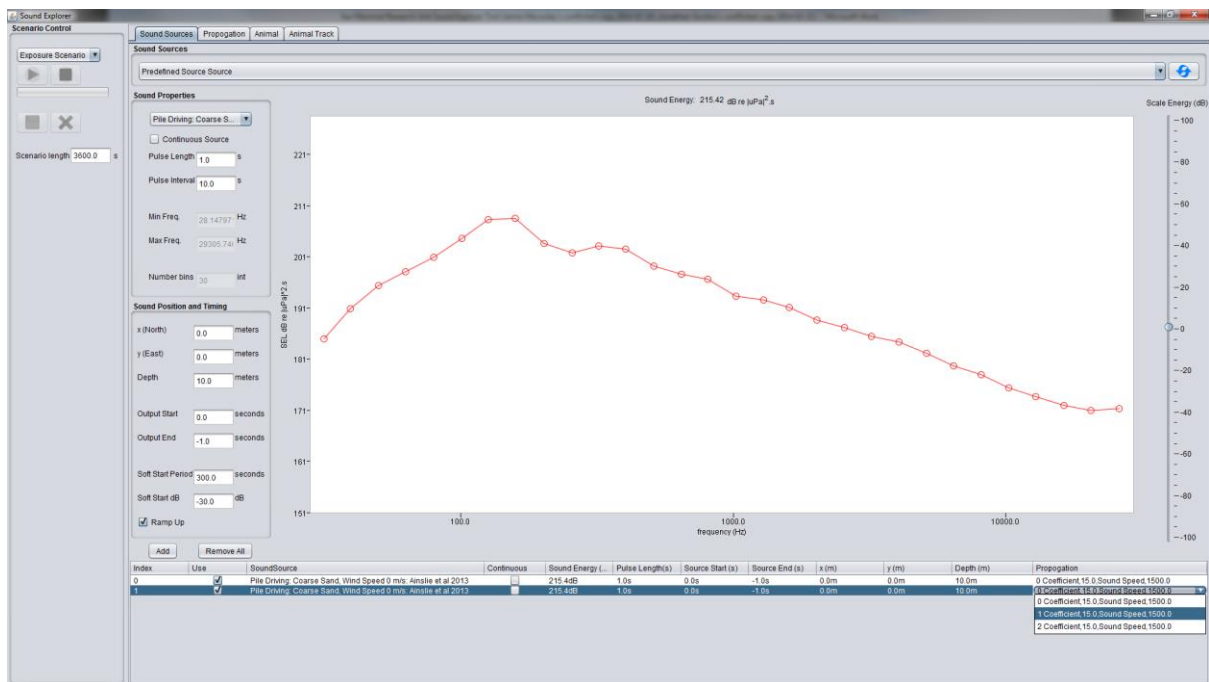 Sound Explorer
Scenario Control
Exposure Scenario
Scenario length 3600.0 s
Sound Sources Propogation Animal Animal Track
Sound Sources
Predefined Source Source
Sound Properties
Pile Driving: Coarse S...
Continuous Source
Pulse Length 1.0 s
Pulse Interval 10.0 s
Min Freq. 28.14797 Hz
Max Freq. Hz
Number bins 30 int
Sound Position and Timing
x (North) 0.0 meters
y (East) 0.0 meters
Depth 10.0 meters
Output Start 0.0 seconds
Output End -1.0 seconds
Soft Start Period 300.0 seconds
Soft Start dB -30.0 dB
Ramp Up
Add Remove All
Sound Energy: 215.42 dB re |uPa|².s
SEL dB re |uPa|^2.s
221
211
201
191
181
171
161
151
100.0 1000.0 10000.0
frequency (Hz)
Scale Energy (dB)
100
80
60
40
20
0
-20
-40
-60
-80
-100
Index Use SoundSource Continuous Sound Energy (... Pulse Length(s) Source Start (s) Source End (s) x (m) y (m) Depth (m) Propogation
0 Pile Driving: Coarse Sand, Wind Speed 0 m/s: Ainslie et al 2013 215.4dB 1.0s 0.0s -1.0s 0.0m 0.0m 10.0m 0 Coefficient,15.0,Sound Speed,1500.0
1 Pile Driving: Coarse Sand, Wind Speed 0 m/s: Ainslie et al 2013 215.4dB 1.0s 0.0s -1.0s 0.0m 0.0m 10.0m 0 Coefficient,15.0,Sound Speed,1500.0
0 Coefficient,15.0,Sound Speed,1500.0
1 Coefficient,15.0,Sound Speed,1500.0
2 Coefficient,15.0,Sound Speed,1500.0